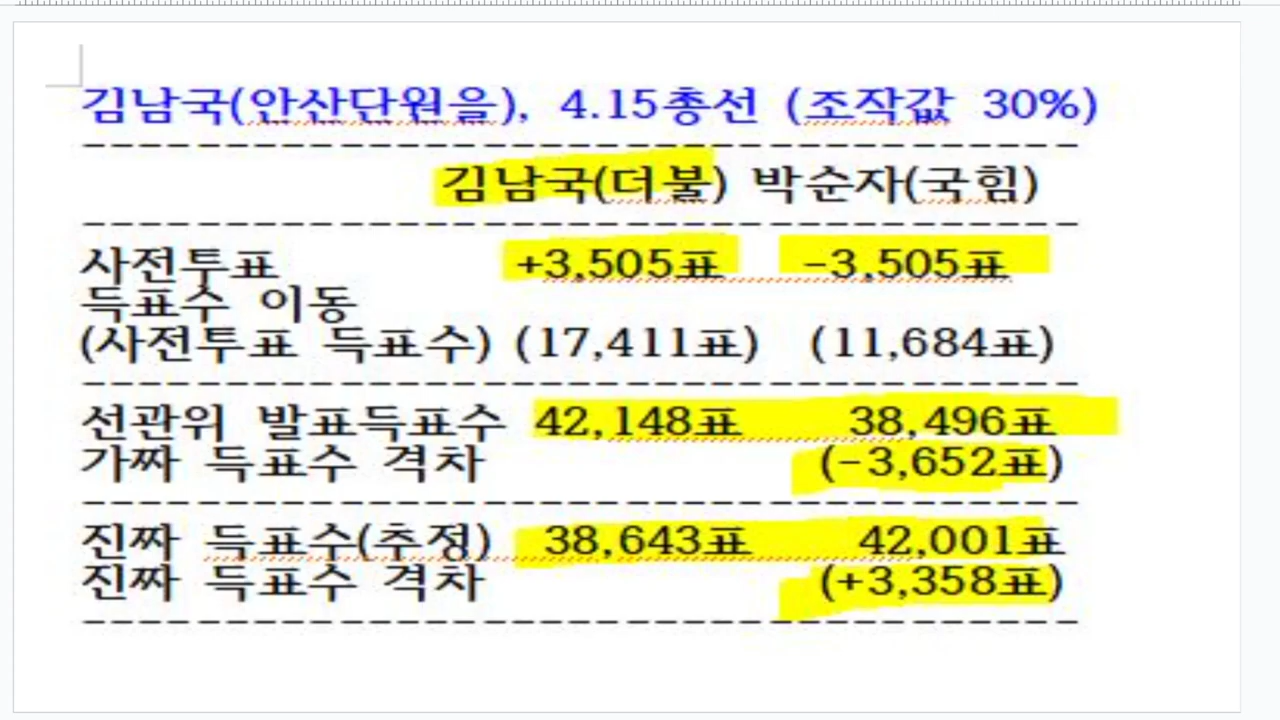 김남국(안산단원을), 4.15총선 (조작값 30%)
김남국(더불) 박순자(국힘)
사전투표 +3,505표 -3,505표
득표수 이동
(사전투표 득표수) (17,411표) (11,684표)
선관위 발표득표수 42,148표 38,496표
가짜 득표수 격차 (-3,652표)
진짜 득표수(추정) 38,643표 42,001표
진짜 득표수 격차 (+3,358표)